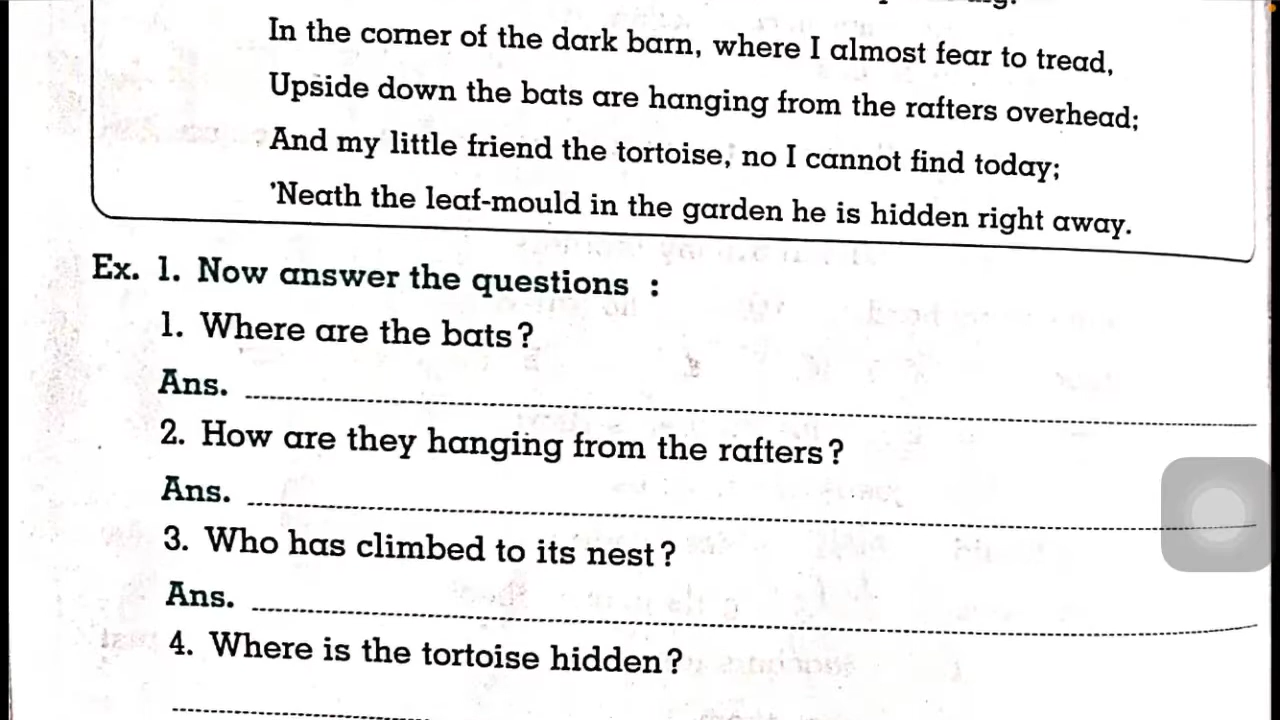 In the corner of the dark barn, where I almost fear to tread,
Upside down the bats are hanging from the rafters overhead;
And my little friend the tortoise, no I cannot find today;
'Neath the leaf-mould in the garden he is hidden right away.
Ex. 1. Now answer the questions :
1. Where are the bats?
Ans.
2. How are they hanging from the rafters?
Ans.
3. Who has climbed to its nest?
Ans.
4. Where is the tortoise hidden?